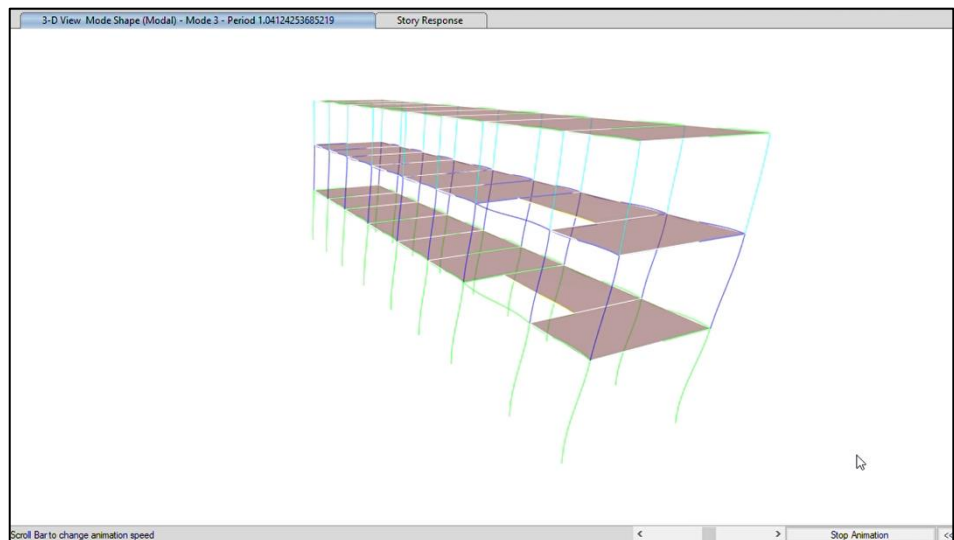 3-D View Mode Shape (Modal) - Mode 3 - Period 1.04124253685219
Story Response
Scroll Bar to change animation speed
< > Stop Animation <<